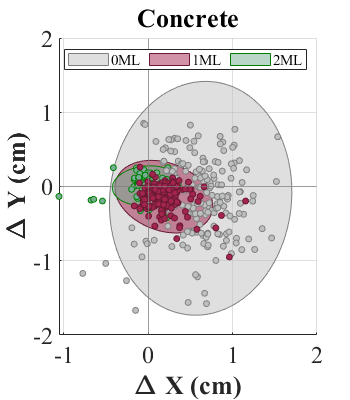 Concrete
0ML 1ML 2ML
2
1
0
-1
-2
Δ Y (cm)
-1 0 1 2
Δ X (cm)